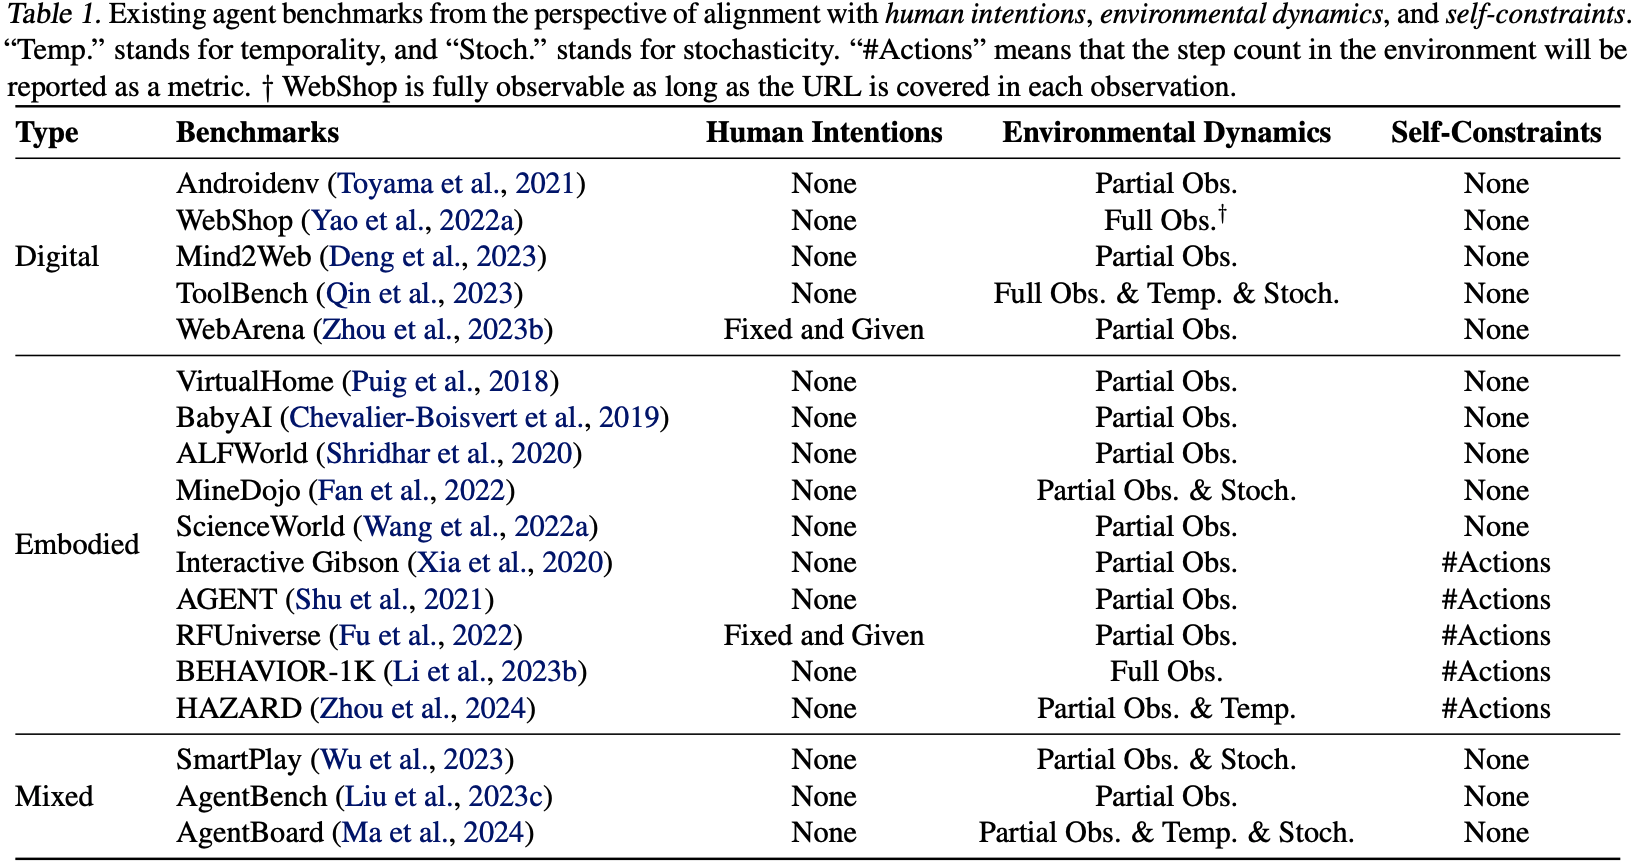 Table 1. Existing agent benchmarks from the perspective of alignment with human intentions, environmental dynamics, and self-constraints.
“Temp.” stands for temporality, and “Stoch.” stands for stochasticity. “#Actions” means that the step count in the environment will be
reported as a metric. † WebShop is fully observable as long as the URL is covered in each observation.
Type Benchmarks Human Intentions Environmental Dynamics Self-Constraints
Androidenv (Toyama et al., 2021) None Partial Obs. None
WebShop (Yao et al., 2022a) None Full Obs.† None
Digital Mind2Web (Deng et al., 2023) None Partial Obs. None
ToolBench (Qin et al., 2023) None Full Obs. & Temp. & Stoch. None
WebArena (Zhou et al., 2023b) Fixed and Given Partial Obs. None
VirtualHome (Puig et al., 2018) None Partial Obs. None
BabyAI (Chevalier-Boisvert et al., 2019) None Partial Obs. None
ALFWorld (Shridhar et al., 2020) None Partial Obs. None
MineDojo (Fan et al., 2022) None Partial Obs. & Stoch. None
ScienceWorld (Wang et al., 2022a) None Partial Obs. None
Embodied
Interactive Gibson (Xia et al., 2020) None Partial Obs. #Actions
AGENT (Shu et al., 2021) None Partial Obs. #Actions
RFUniverse (Fu et al., 2022) Fixed and Given Partial Obs. #Actions
BEHAVIOR-1K (Li et al., 2023b) None Full Obs. #Actions
HAZARD (Zhou et al., 2024) None Partial Obs. & Temp. #Actions
SmartPlay (Wu et al., 2023) None Partial Obs. & Stoch. None
Mixed AgentBench (Liu et al., 2023c) None Partial Obs. None
AgentBoard (Ma et al., 2024) None Partial Obs. & Temp. & Stoch. None